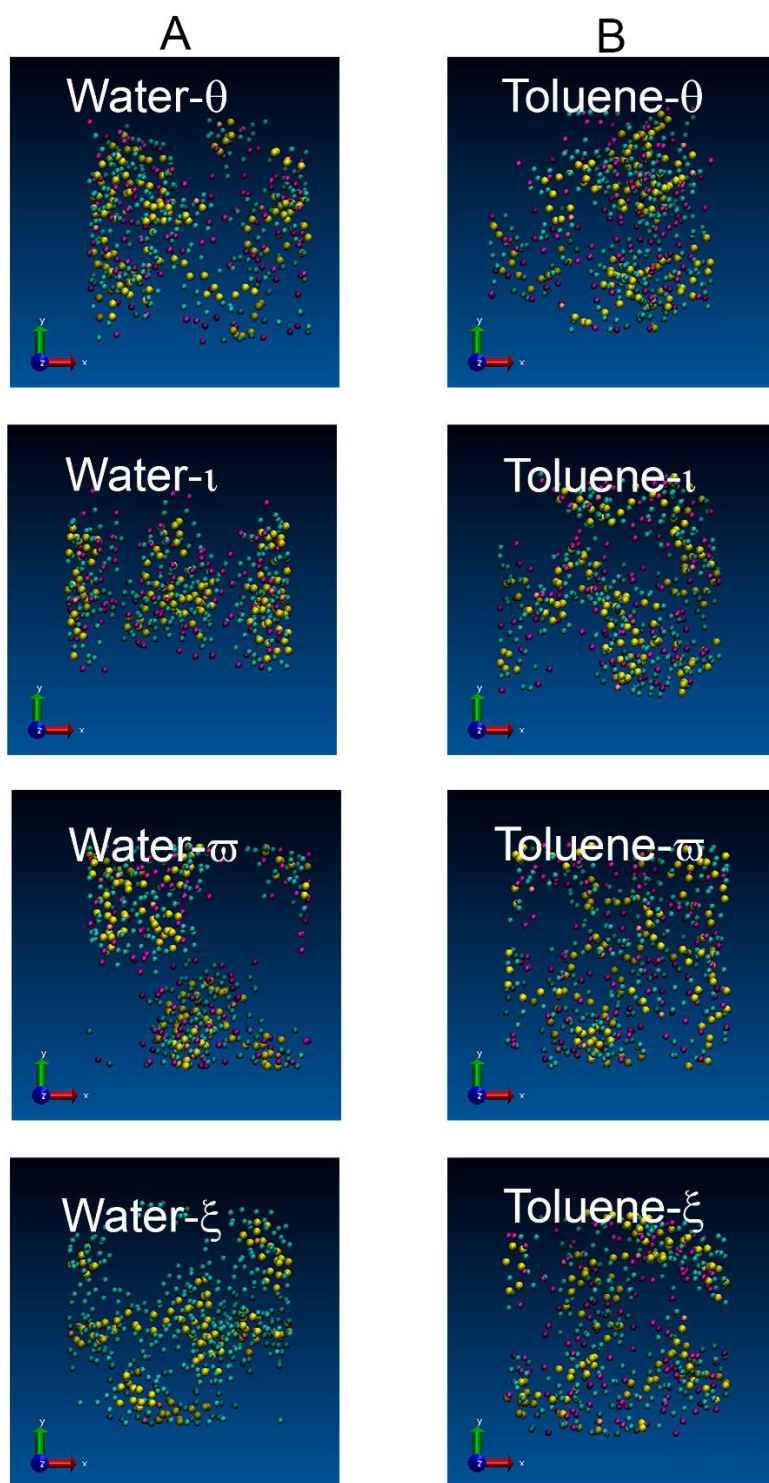 A B
Water-θ Toluene-θ
y y
z x z x
Water-ι Toluene-ι
y y
z x z x
Water-ϖ Toluene-ϖ
y y
z x z x
Water-ξ Toluene-ξ
y y
z x z x